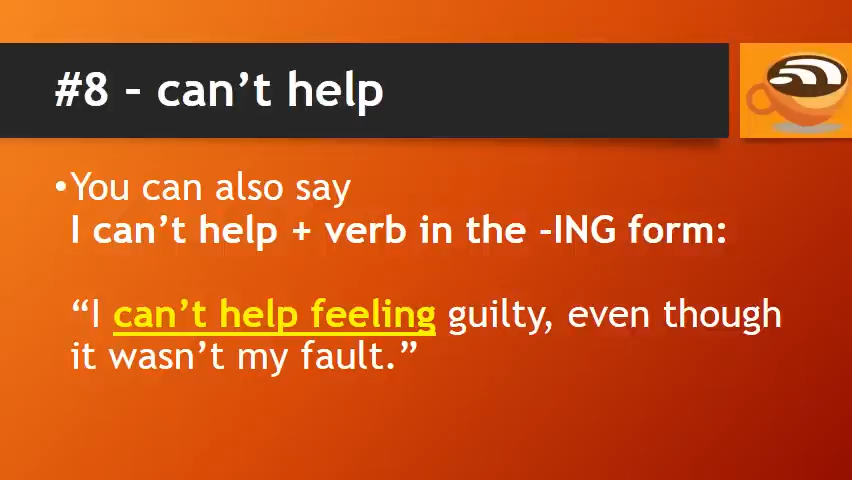 #8 – can’t help
•You can also say
I can’t help + verb in the -ING form:
“I can’t help feeling guilty, even though
it wasn’t my fault.”